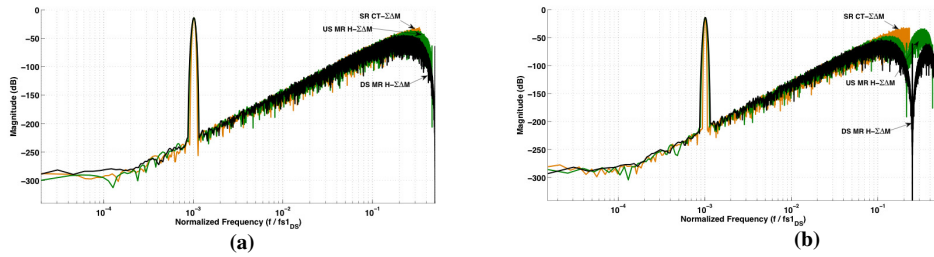 0
−50
−100
−150
−200
−250
−300
Magnitude (dB)
SR CT−ΣΔM
US MR H−ΣΔM
DS MR H−ΣΔM
10⁻⁴
10⁻³
10⁻²
10⁻¹
Normalized Frequency (f / fs1_DS)
(a)
0
−50
−100
−150
−200
−250
−300
Magnitude (dB)
SR CT−ΣΔM
US MR H−ΣΔM
DS MR H−ΣΔM
10⁻⁴
10⁻³
10⁻²
10⁻¹
Normalized Frequency (f / fs1_DS)
(b)